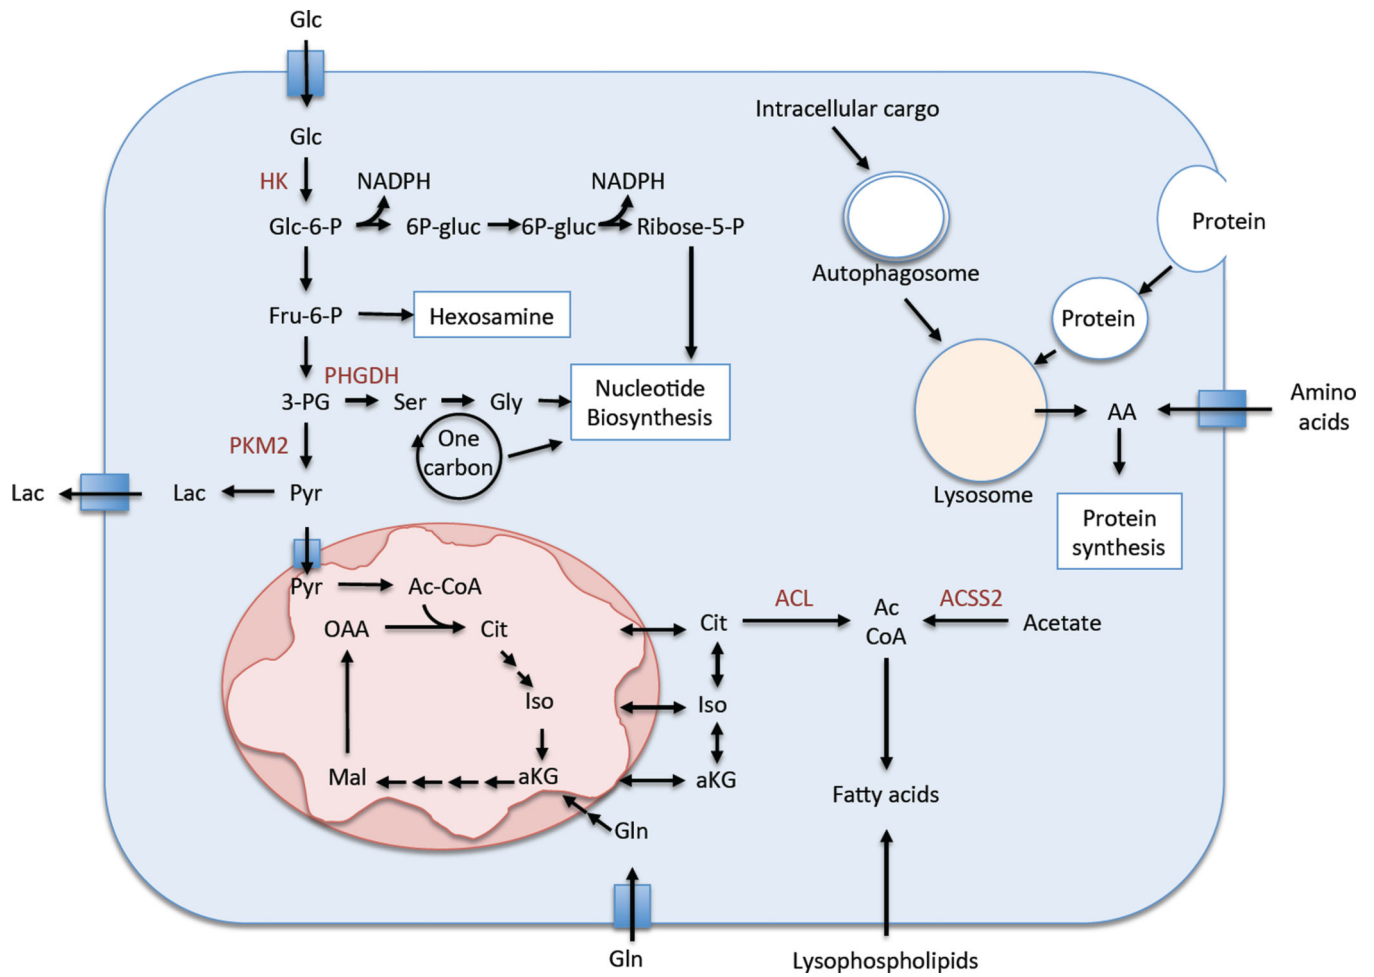 Glc
Glc
Intracellular cargo
HK
NADPH
NADPH
Glc-6-P
6P-gluc
6P-gluc
Ribose-5-P
Protein
Autophagosome
Fru-6-P
Hexosamine
Protein
PHGDH
3-PG
Ser
Gly
Nucleotide
Biosynthesis
AA
Amino
acids
PKM2
One
carbon
Lac
Lac
Pyr
Lysosome
Protein
synthesis
Pyr
Ac-CoA
OAA
Cit
Iso
Mal
aKG
Cit
ACL
Ac
CoA
ACSS2
Acetate
Iso
aKG
Fatty acids
Gln
Gln
Lysophospholipids